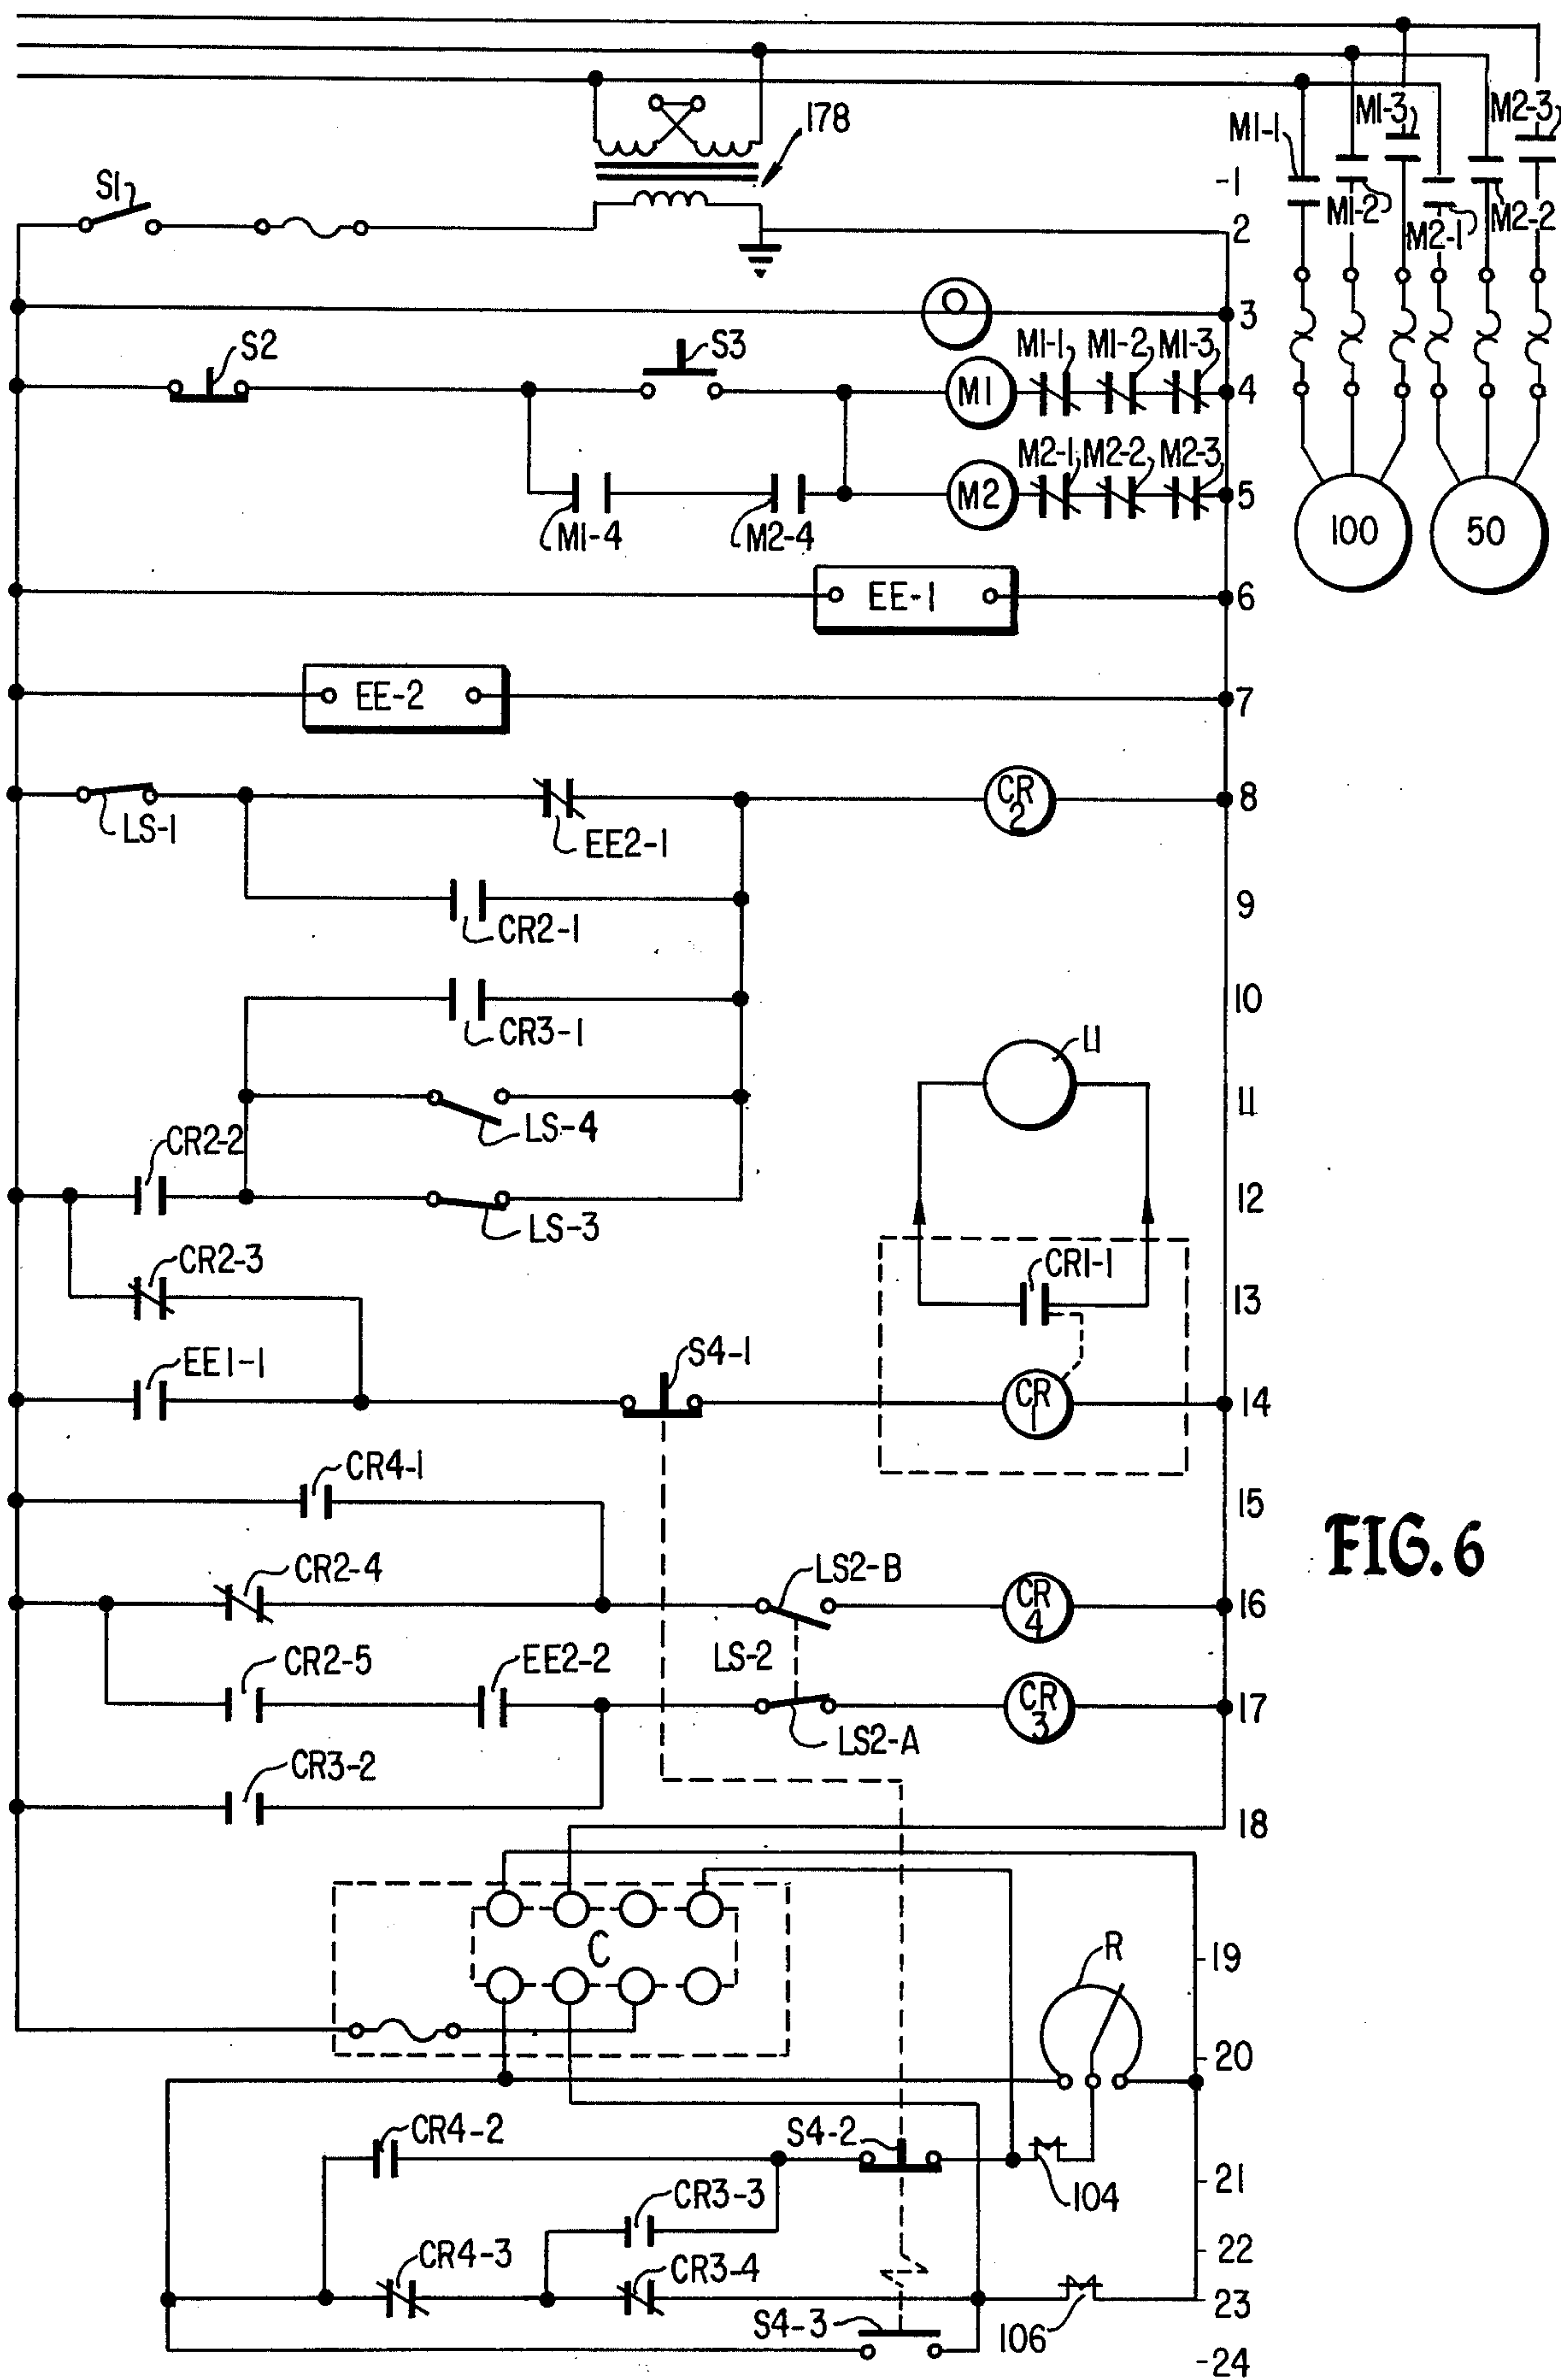 178
M1-1
M1-3
M2-3
S1
-1
M1-2
M2-1
M2-2
2
3
S2
S3
M1-1
M1-2
M1-3
M1
4
M2-1
M2-2
M2-3
M2
5
M1-4
M2-4
100
50
EE-1
6
EE-2
7
LS-1
EE2-1
CR
2
8
CR2-1
9
CR3-1
10
11
LS-4
11
CR2-2
LS-3
12
CR2-3
CR1-1
13
EE1-1
S4-1
CR
1
14
CR4-1
15
CR2-4
LS2-B
CR
4
16
FIG. 6
CR2-5
EE2-2
LS-2
LS2-A
CR
3
17
CR3-2
18
C
R
19
20
CR4-2
S4-2
104
21
CR3-3
22
CR4-3
CR3-4
23
S4-3
106
-24